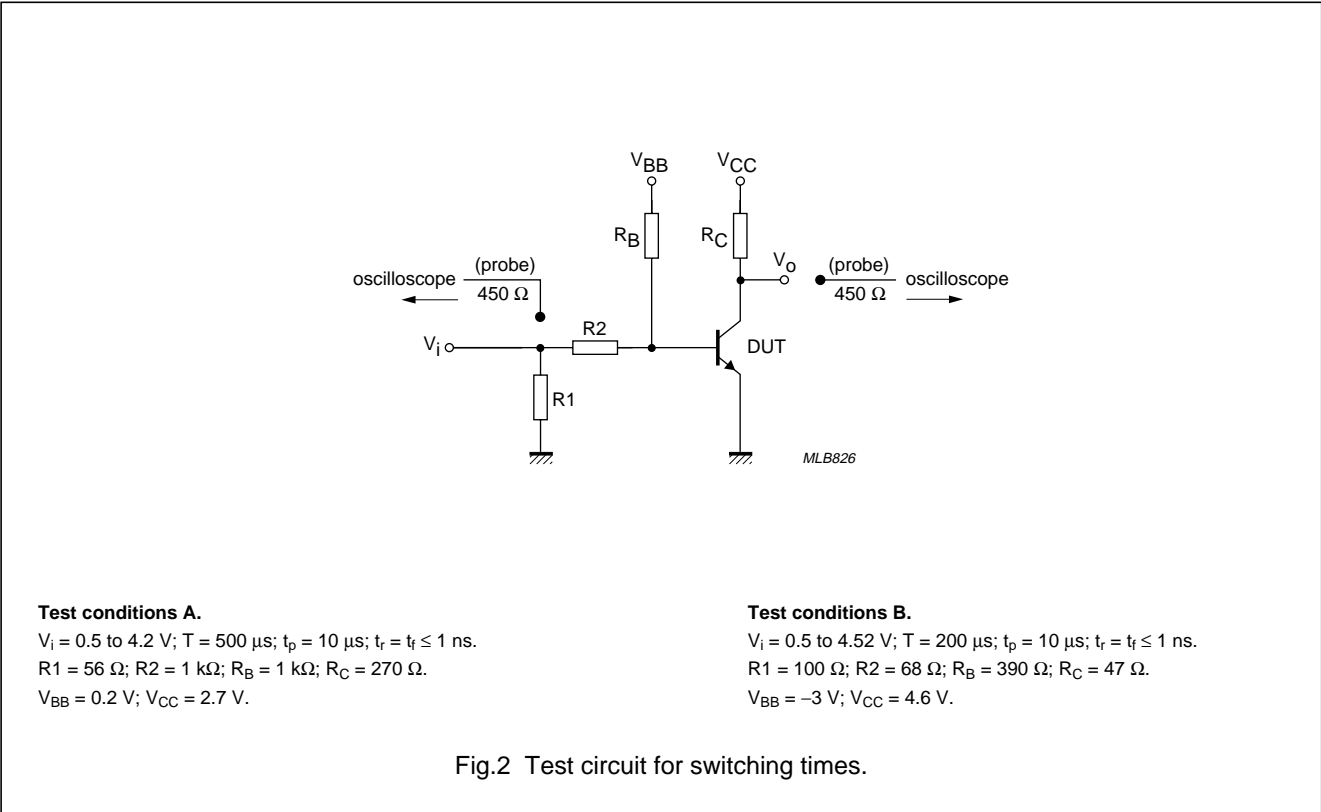 V_BB V_CC
R_B R_C
oscilloscope (probe) 450 Ω
V_o (probe) 450 Ω oscilloscope
R2
V_i DUT
R1
MLB826
Test conditions A.
V_i = 0.5 to 4.2 V; T = 500 µs; t_p = 10 µs; t_r = t_f ≤ 1 ns.
R1 = 56 Ω; R2 = 1 kΩ; R_B = 1 kΩ; R_C = 270 Ω.
V_BB = 0.2 V; V_CC = 2.7 V.
Test conditions B.
V_i = 0.5 to 4.52 V; T = 200 µs; t_p = 10 µs; t_r = t_f ≤ 1 ns.
R1 = 100 Ω; R2 = 68 Ω; R_B = 390 Ω; R_C = 47 Ω.
V_BB = −3 V; V_CC = 4.6 V.
Fig.2 Test circuit for switching times.